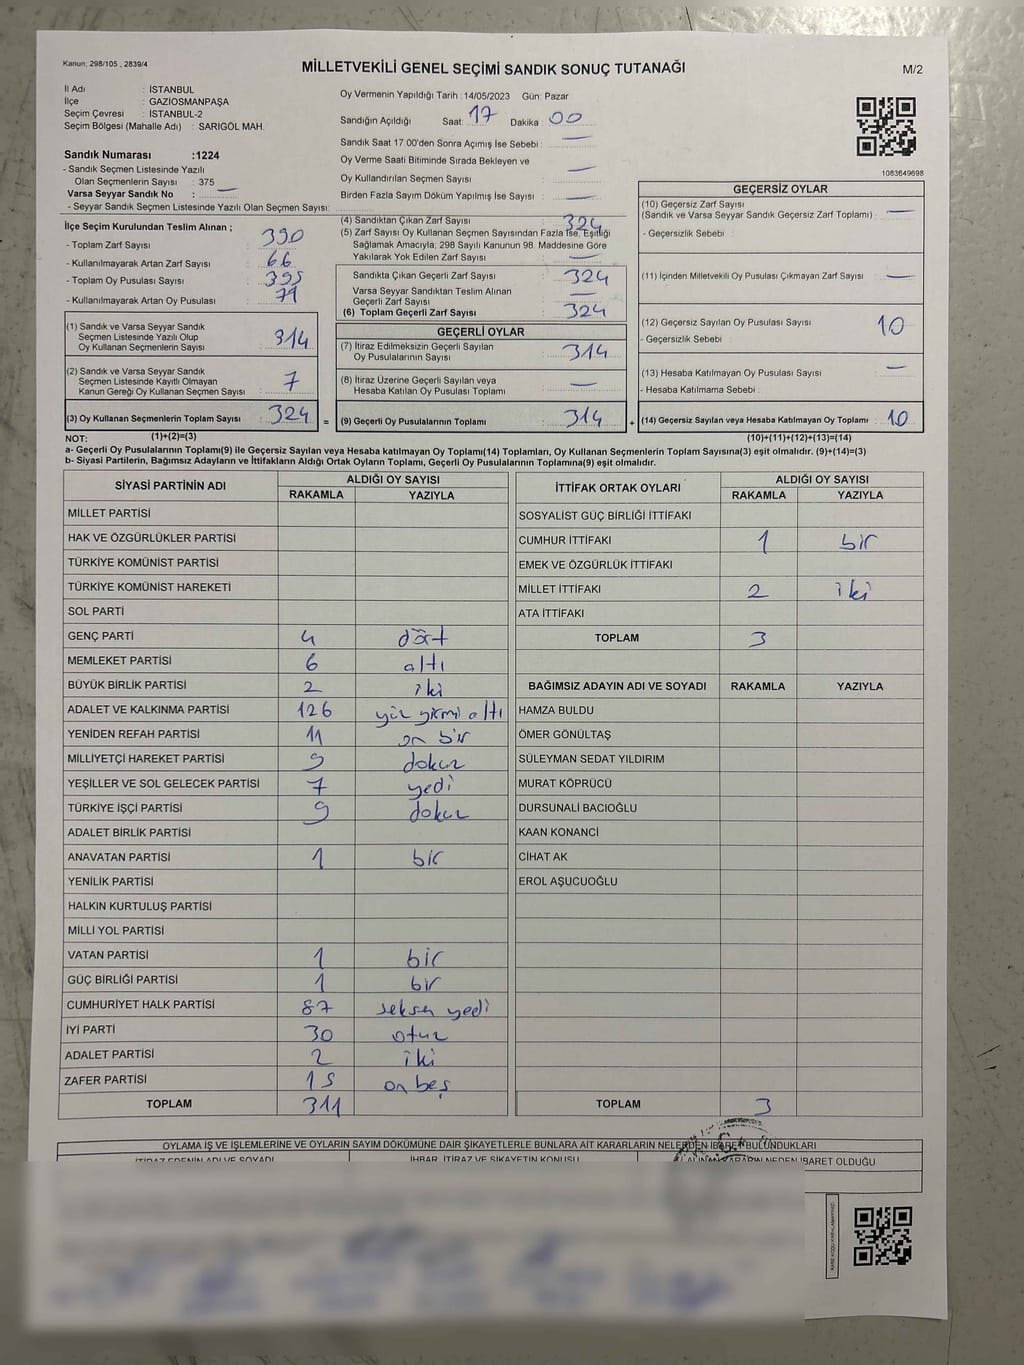 Kanun; 298/105 , 2839/4
MİLLETVEKİLİ GENEL SEÇİMİ SANDIK SONUÇ TUTANAĞI
M/2
İl Adı : İSTANBUL
İlçe : GAZİOSMANPAŞA
Seçim Çevresi : İSTANBUL-2
Seçim Bölgesi (Mahalle Adı) : SARIGÖL MAH.
Sandık Numarası :1224
- Sandık Seçmen Listesinde Yazılı
Olan Seçmenlerin Sayısı : 375
Varsa Seyyar Sandık No : —
- Seyyar Sandık Seçmen Listesinde Yazılı Olan Seçmen Sayısı:
Oy Vermenin Yapıldığı Tarih :14/05/2023 Gün: Pazar
Sandığın Açıldığı Saat: 17 Dakika : 00
Sandık Saat 17.00'den Sonra Açımış İse Sebebi : —
Oy Verme Saati Bitiminde Sırada Bekleyen ve
Oy Kullandırılan Seçmen Sayısı : —
Birden Fazla Sayım Döküm Yapılmış İse Sayısı : —
1083649698
İlçe Seçim Kurulundan Teslim Alınan ;
- Toplam Zarf Sayısı : 390
- Kullanılmayarak Artan Zarf Sayısı : 66
- Toplam Oy Pusulası Sayısı : 395
- Kullanılmayarak Artan Oy Pusulası : 71
(4) Sandıktan Çıkan Zarf Sayısı : 324
(5) Zarf Sayısı Oy Kullanan Seçmen Sayısından Fazla İse, Eşitliği
Sağlamak Amacıyla, 298 Sayılı Kanunun 98. Maddesine Göre
Yakılarak Yok Edilen Zarf Sayısı : —
Sandıkta Çıkan Geçerli Zarf Sayısı : 324
Varsa Seyyar Sandıktan Teslim Alınan
Geçerli Zarf Sayısı : —
(6) Toplam Geçerli Zarf Sayısı : 324
GEÇERSİZ OYLAR
(10) Geçersiz Zarf Sayısı
(Sandık ve Varsa Seyyar Sandık Geçersiz Zarf Toplamı) : —
- Geçersizlik Sebebi :
(11) İçinden Milletvekili Oy Pusulası Çıkmayan Zarf Sayısı : —
(12) Geçersiz Sayılan Oy Pusulası Sayısı : 10
- Geçersizlik Sebebi :
(13) Hesaba Katılmayan Oy Pusulası Sayısı : —
- Hesaba Katılmama Sebebi :
(1) Sandık ve Varsa Seyyar Sandık
Seçmen Listesinde Yazılı Olup
Oy Kullanan Seçmenlerin Sayısı : 314
(2) Sandık ve Varsa Seyyar Sandık
Seçmen Listesinde Kayıtlı Olmayan
Kanun Gereği Oy Kullanan Seçmen Sayısı : 7
GEÇERLİ OYLAR
(7) İtiraz Edilmeksizin Geçerli Sayılan
Oy Pusulalarının Sayısı : 314
(8) İtiraz Üzerine Geçerli Sayılan veya
Hesaba Katılan Oy Pusulası Toplamı : —
(3) Oy Kullanan Seçmenlerin Toplam Sayısı : 324 = (9) Geçerli Oy Pusulalarının Toplamı : 314 + (14) Geçersiz Sayılan veya Hesaba Katılmayan Oy Toplamı : 10
NOT: (1)+(2)=(3) (10)+(11)+(12)+(13)=(14)
a- Geçerli Oy Pusulalarının Toplamı(9) ile Geçersiz Sayılan veya Hesaba katılmayan Oy Toplamı(14) Toplamları, Oy Kullanan Seçmenlerin Toplam Sayısına(3) eşit olmalıdır. (9)+(14)=(3)
b- Siyasi Partilerin, Bağımsız Adayların ve İttifakların Aldığı Ortak Oyların Toplamı, Geçerli Oy Pusulalarının Toplamına(9) eşit olmalıdır.
SİYASİ PARTİNİN ADI ALDIĞI OY SAYISI
RAKAMLA YAZIYLA
MİLLET PARTİSİ
HAK VE ÖZGÜRLÜKLER PARTİSİ
TÜRKİYE KOMÜNİST PARTİSİ
TÜRKİYE KOMÜNİST HAREKETİ
SOL PARTİ
GENÇ PARTİ 4 dört
MEMLEKET PARTİSİ 6 altı
BÜYÜK BİRLİK PARTİSİ 2 iki
ADALET VE KALKINMA PARTİSİ 126 yüz yirmi altı
YENİDEN REFAH PARTİSİ 11 on bir
MİLLİYETÇİ HAREKET PARTİSİ 9 dokuz
YEŞİLLER VE SOL GELECEK PARTİSİ 7 yedi
TÜRKİYE İŞÇİ PARTİSİ 9 dokuz
ADALET BİRLİK PARTİSİ
ANAVATAN PARTİSİ 1 bir
YENİLİK PARTİSİ
HALKIN KURTULUŞ PARTİSİ
MİLLİ YOL PARTİSİ
VATAN PARTİSİ 1 bir
GÜÇ BİRLİĞİ PARTİSİ 1 bir
CUMHURİYET HALK PARTİSİ 87 seksen yedi
İYİ PARTİ 30 otuz
ADALET PARTİSİ 2 iki
ZAFER PARTİSİ 15 on beş
TOPLAM 311
İTTİFAK ORTAK OYLARI ALDIĞI OY SAYISI
RAKAMLA YAZIYLA
SOSYALİST GÜÇ BİRLİĞİ İTTİFAKI
CUMHUR İTTİFAKI 1 bir
EMEK VE ÖZGÜRLÜK İTTİFAKI
MİLLET İTTİFAKI 2 iki
ATA İTTİFAKI
TOPLAM 3
BAĞIMSIZ ADAYIN ADI VE SOYADI RAKAMLA YAZIYLA
HAMZA BULDU
ÖMER GÖNÜLTAŞ
SÜLEYMAN SEDAT YILDIRIM
MURAT KÖPRÜCÜ
DURSUNALİ BACIOĞLU
KAAN KONANCİ
CİHAT AK
EROL AŞUCUOĞLU
TOPLAM 3
OYLAMA İŞ VE İŞLEMLERİNE VE OYLARIN SAYIM DÖKÜMÜNE DAİR ŞİKAYETLERLE BUNLARA AİT KARARLARIN NELERDEN İBARET BULUNDUKLARI
İTİRAZ EDENİN ADI VE SOYADI İHBAR, İTİRAZ VE ŞİKAYETİN KONUSU ALINAN KARARIN NEDEN İBARET OLDUĞU